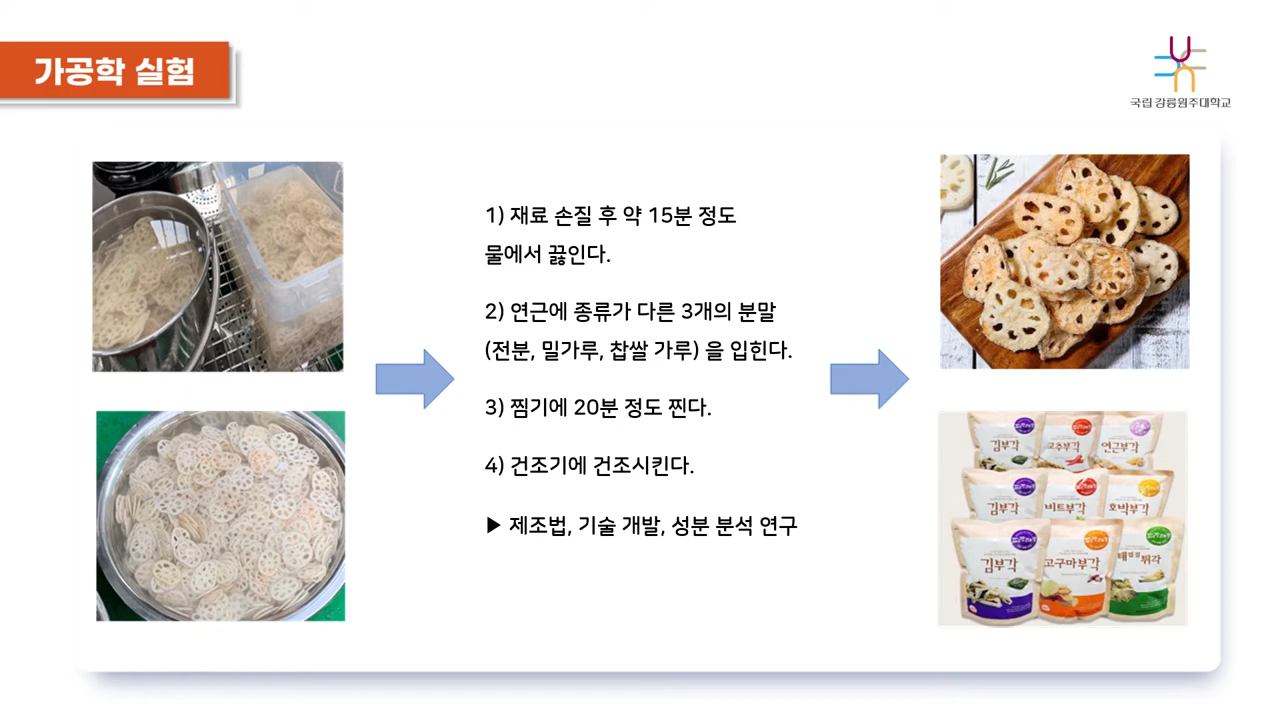 가공학 실험
국립 강릉원주대학교
1) 재료 손질 후 약 15분 정도
물에서 끓인다.
2) 연근에 종류가 다른 3개의 분말
(전분, 밀가루, 찹쌀 가루) 을 입힌다.
3) 찜기에 20분 정도 찐다.
4) 건조기에 건조시킨다.
▶ 제조법, 기술 개발, 성분 분석 연구
김부각
고추부각
연근부각
김부각
비트부각
호박부각
김부각
고구마부각
튀각